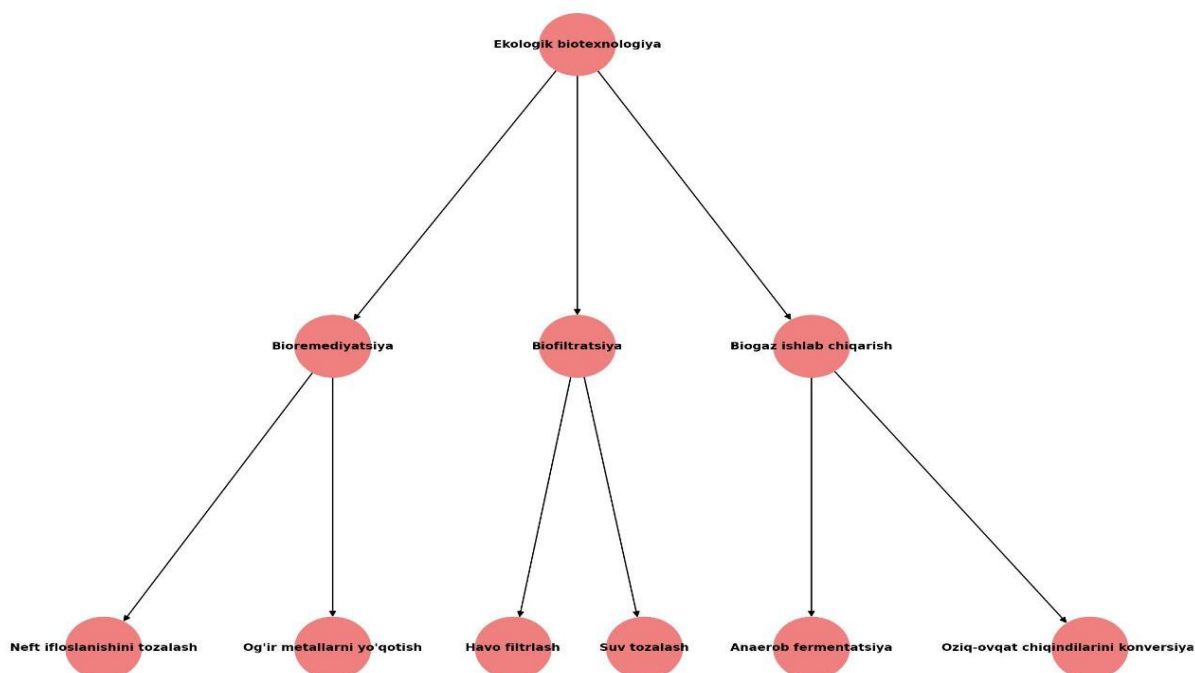 Ekologik biotexnologiya
Bioremediyatsiya
Biofiltratsiya
Biogaz ishlab chiqarish
Neft ifloslanishini tozalash
Og'ir metallarni yo'qotish
Havo filtrlash
Suv tozalash
Anaerob fermentatsiya
Oziq-ovqat chiqindilarini konversiya